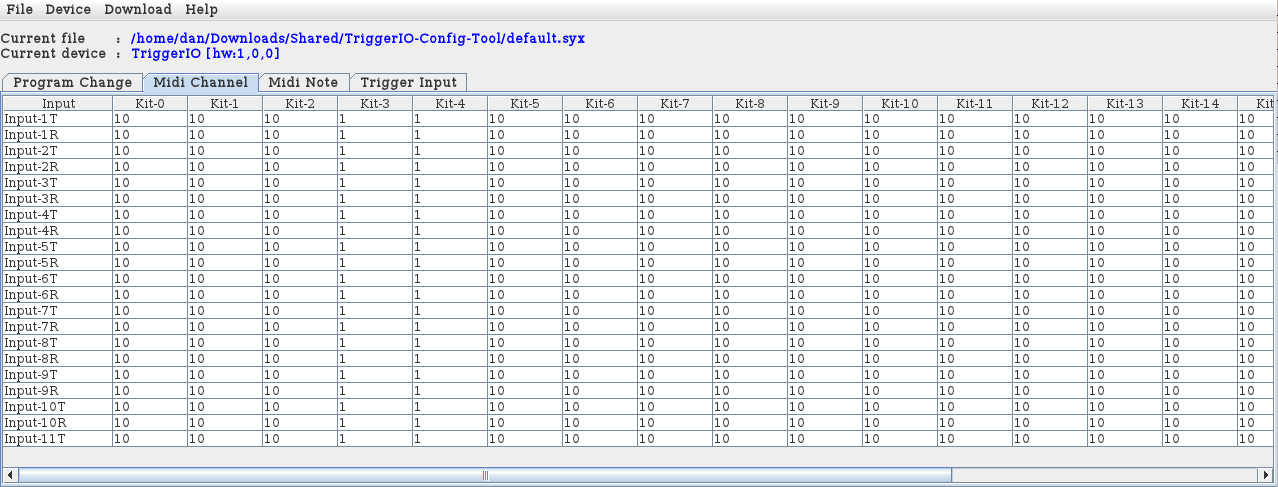 File Device Download Help
Current file : /home/dan/Downloads/Shared/TriggerIO-Config-Tool/default.syx
Current device : TriggerIO [hw:1,0,0]
Program Change Midi Channel Midi Note Trigger Input
Input Kit-0 Kit-1 Kit-2 Kit-3 Kit-4 Kit-5 Kit-6 Kit-7 Kit-8 Kit-9 Kit-10 Kit-11 Kit-12 Kit-13 Kit-14 Kit
Input-1T 10 10 10 1 1 10 10 10 10 10 10 10 10 10 10 10
Input-1R 10 10 10 1 1 10 10 10 10 10 10 10 10 10 10 10
Input-2T 10 10 10 1 1 10 10 10 10 10 10 10 10 10 10 10
Input-2R 10 10 10 1 1 10 10 10 10 10 10 10 10 10 10 10
Input-3T 10 10 10 1 1 10 10 10 10 10 10 10 10 10 10 10
Input-3R 10 10 10 1 1 10 10 10 10 10 10 10 10 10 10 10
Input-4T 10 10 10 1 1 10 10 10 10 10 10 10 10 10 10 10
Input-4R 10 10 10 1 1 10 10 10 10 10 10 10 10 10 10 10
Input-5T 10 10 10 1 1 10 10 10 10 10 10 10 10 10 10 10
Input-5R 10 10 10 1 1 10 10 10 10 10 10 10 10 10 10 10
Input-6T 10 10 10 1 1 10 10 10 10 10 10 10 10 10 10 10
Input-6R 10 10 10 1 1 10 10 10 10 10 10 10 10 10 10 10
Input-7T 10 10 10 1 1 10 10 10 10 10 10 10 10 10 10 10
Input-7R 10 10 10 1 1 10 10 10 10 10 10 10 10 10 10 10
Input-8T 10 10 10 1 1 10 10 10 10 10 10 10 10 10 10 10
Input-8R 10 10 10 1 1 10 10 10 10 10 10 10 10 10 10 10
Input-9T 10 10 10 1 1 10 10 10 10 10 10 10 10 10 10 10
Input-9R 10 10 10 1 1 10 10 10 10 10 10 10 10 10 10 10
Input-10T 10 10 10 1 1 10 10 10 10 10 10 10 10 10 10 10
Input-10R 10 10 10 1 1 10 10 10 10 10 10 10 10 10 10 10
Input-11T 10 10 10 1 1 10 10 10 10 10 10 10 10 10 10 10